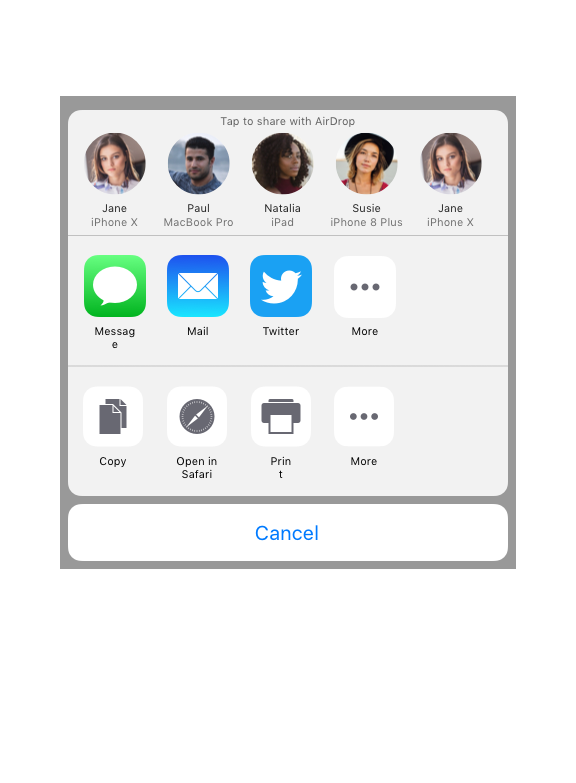 Tap to share with AirDrop
Jane Paul Natalia Susie Jane
iPhone X MacBook Pro iPad iPhone 8 Plus iPhone X
Messag Mail Twitter More
e
Copy Open in Prin More
Safari t
Cancel